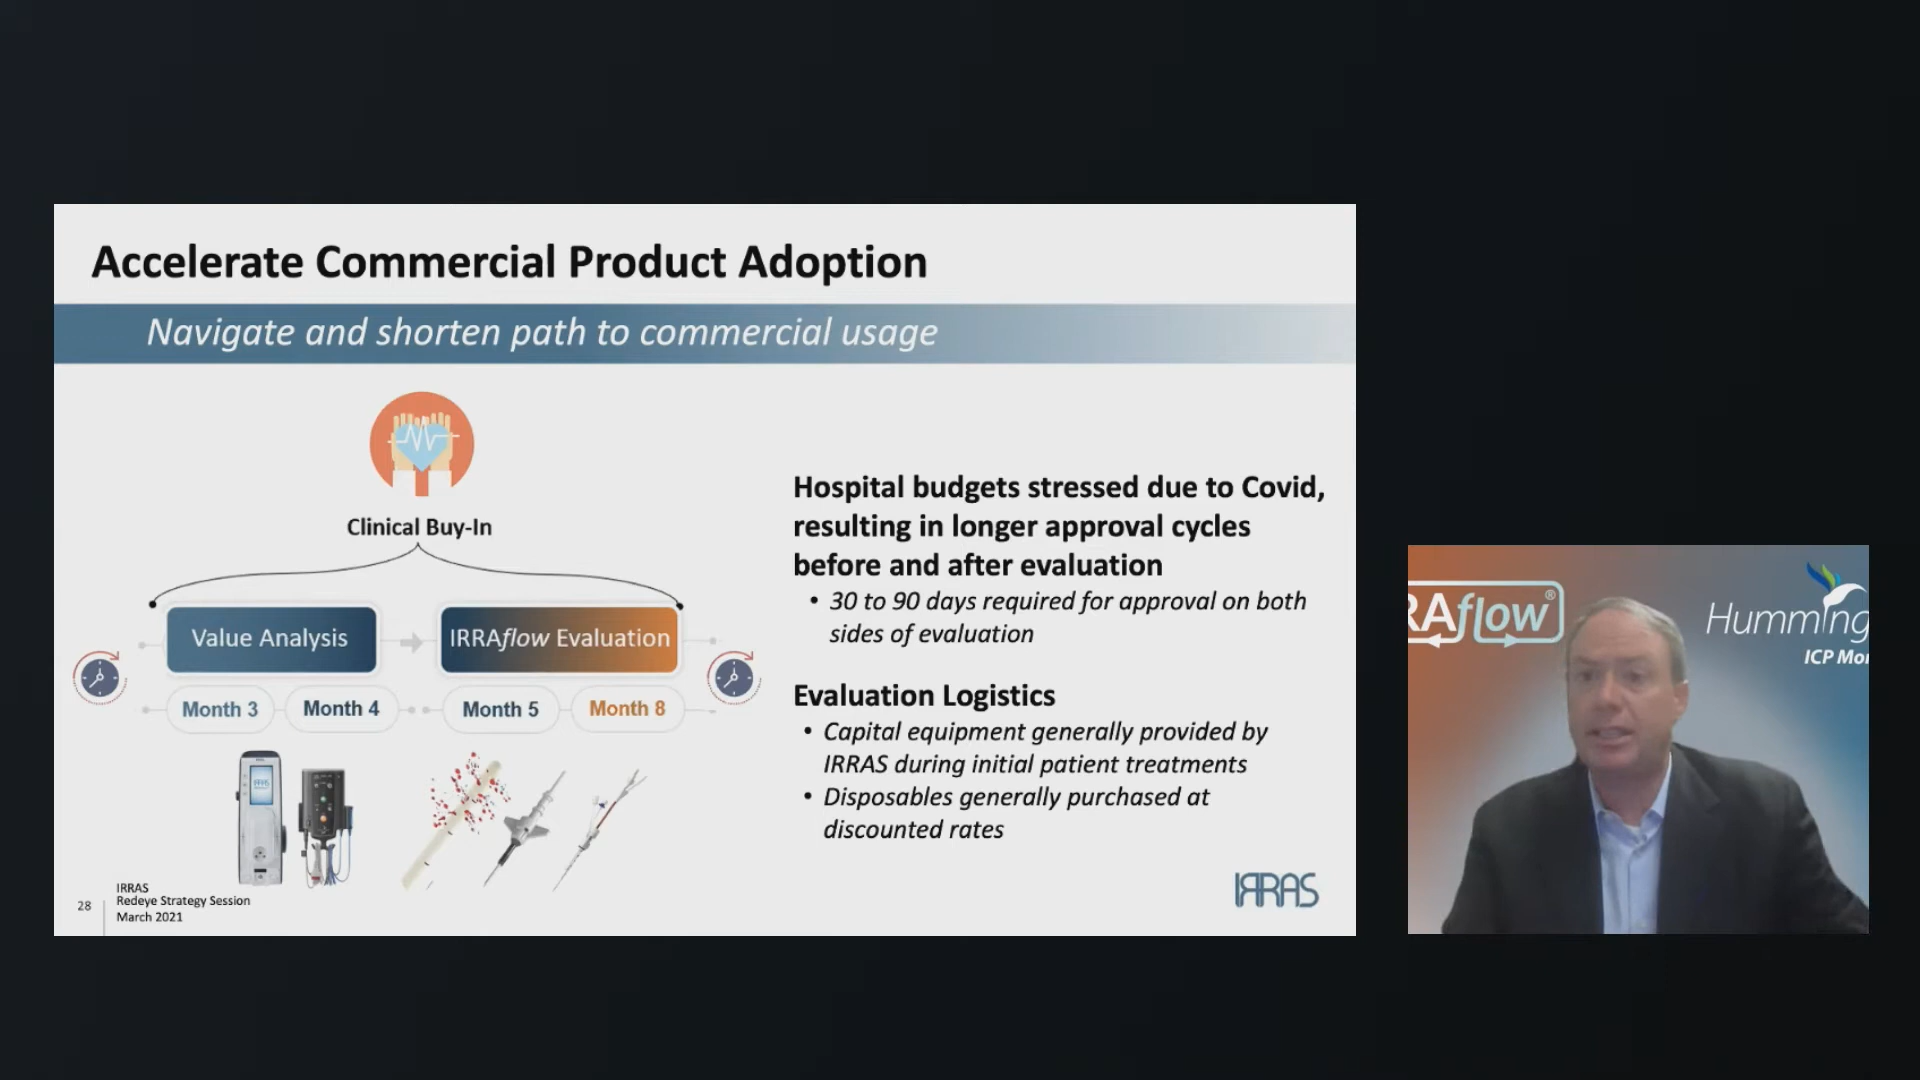 Accelerate Commercial Product Adoption
Navigate and shorten path to commercial usage
Clinical Buy-In
Value Analysis
IRRAflow Evaluation
Month 3
Month 4
Month 5
Month 8
Hospital budgets stressed due to Covid,
resulting in longer approval cycles
before and after evaluation
• 30 to 90 days required for approval on both
sides of evaluation
Evaluation Logistics
• Capital equipment generally provided by
IRRAS during initial patient treatments
• Disposables generally purchased at
discounted rates
28
IRRAS
Redeye Strategy Session
March 2021
IRRAS
RAflow®
Humming
ICP Mon